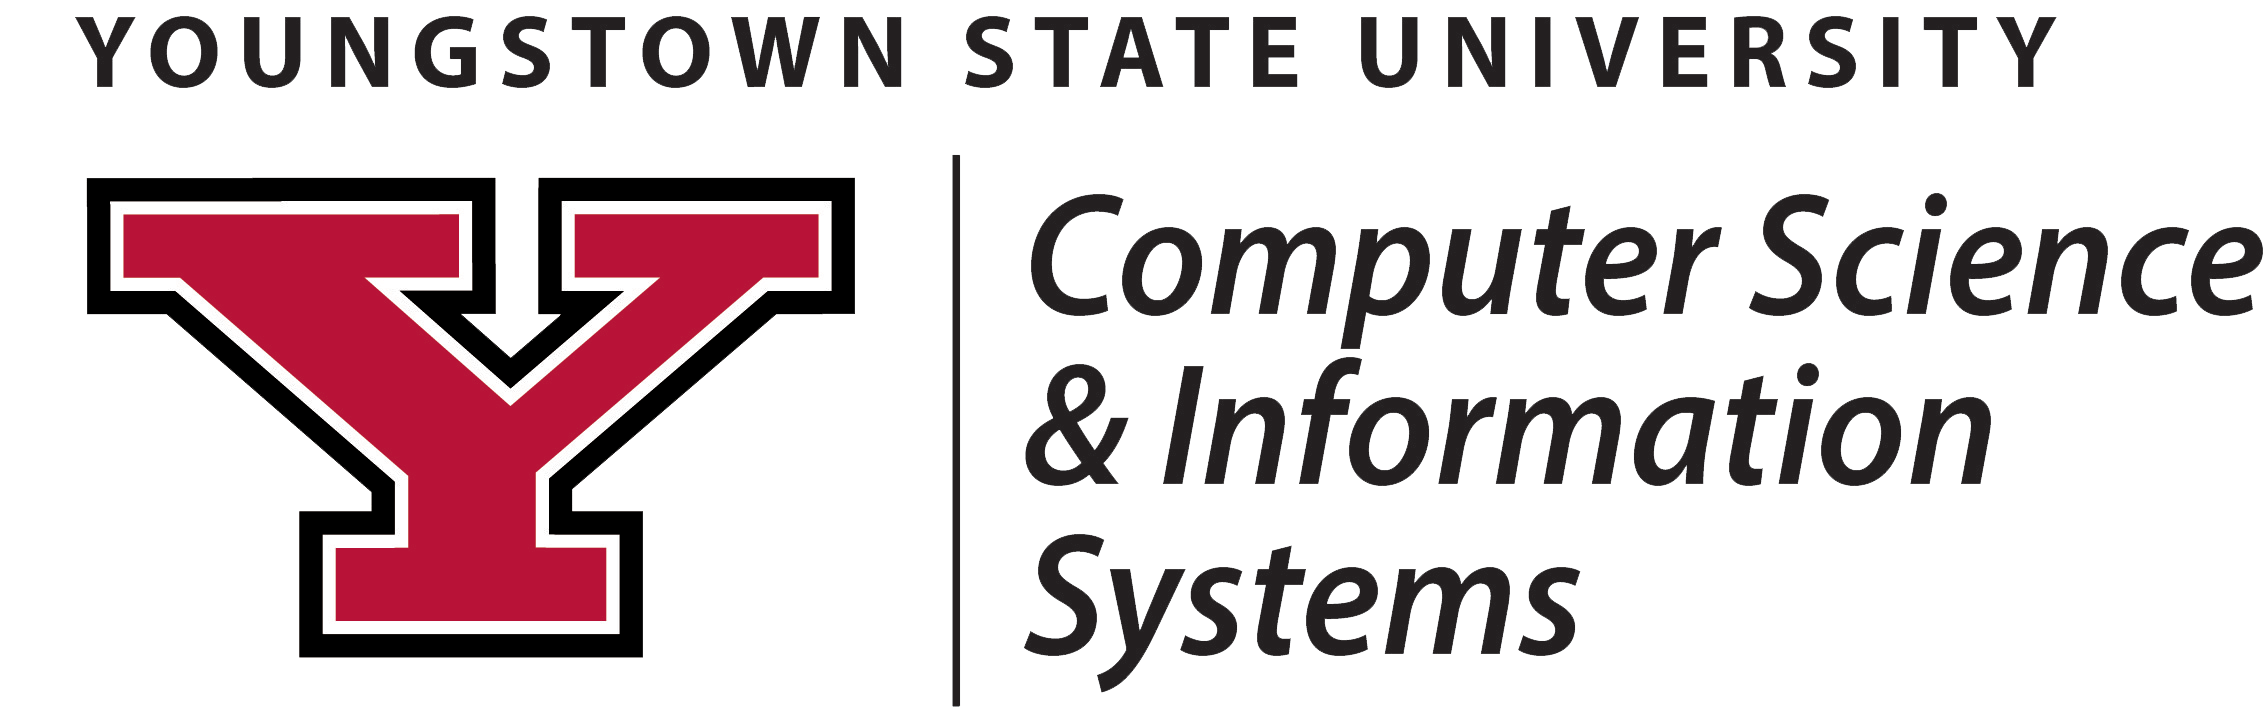 YOUNGSTOWN STATE UNIVERSITY
Y
Computer Science
& Information
Systems